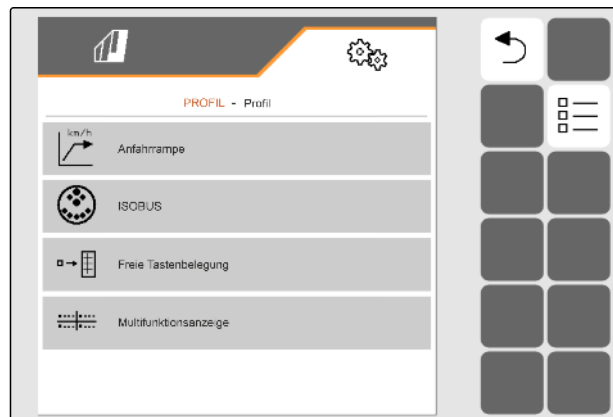 PROFIL - Profil
km/h
Anfahrrampe
ISOBUS
Freie Tastenbelegung
Multifunktionsanzeige